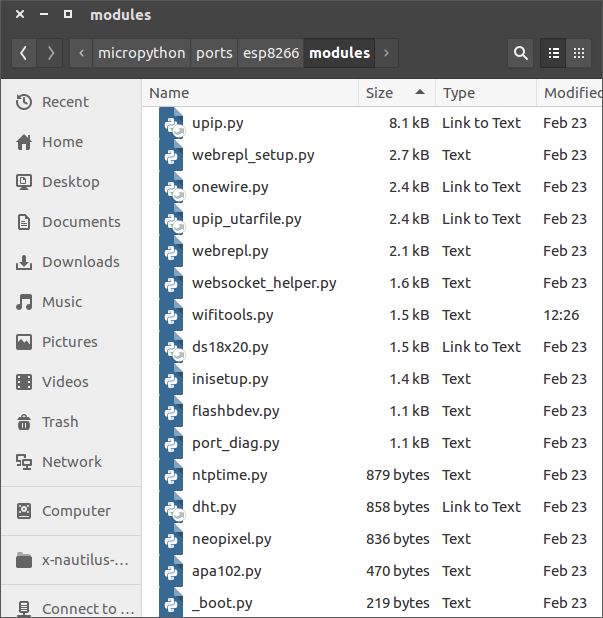 modules
micropython ports esp8266 modules
Name Size Type Modified
Recent
Home
Desktop
Documents
Downloads
Music
Pictures
Videos
Trash
Network
Computer
x-nautilus-...
Connect to ...
upip.py 8.1 kB Link to Text Feb 23
webrepl_setup.py 2.7 kB Text Feb 23
onewire.py 2.4 kB Link to Text Feb 23
upip_utarfile.py 2.4 kB Link to Text Feb 23
webrepl.py 2.1 kB Text Feb 23
websocket_helper.py 1.6 kB Text Feb 23
wifitools.py 1.5 kB Text 12:26
ds18x20.py 1.5 kB Link to Text Feb 23
inisetup.py 1.4 kB Text Feb 23
flashbdev.py 1.1 kB Text Feb 23
port_diag.py 1.1 kB Text Feb 23
ntptime.py 879 bytes Text Feb 23
dht.py 858 bytes Link to Text Feb 23
neopixel.py 836 bytes Text Feb 23
apa102.py 470 bytes Text Feb 23
_boot.py 219 bytes Text Feb 23